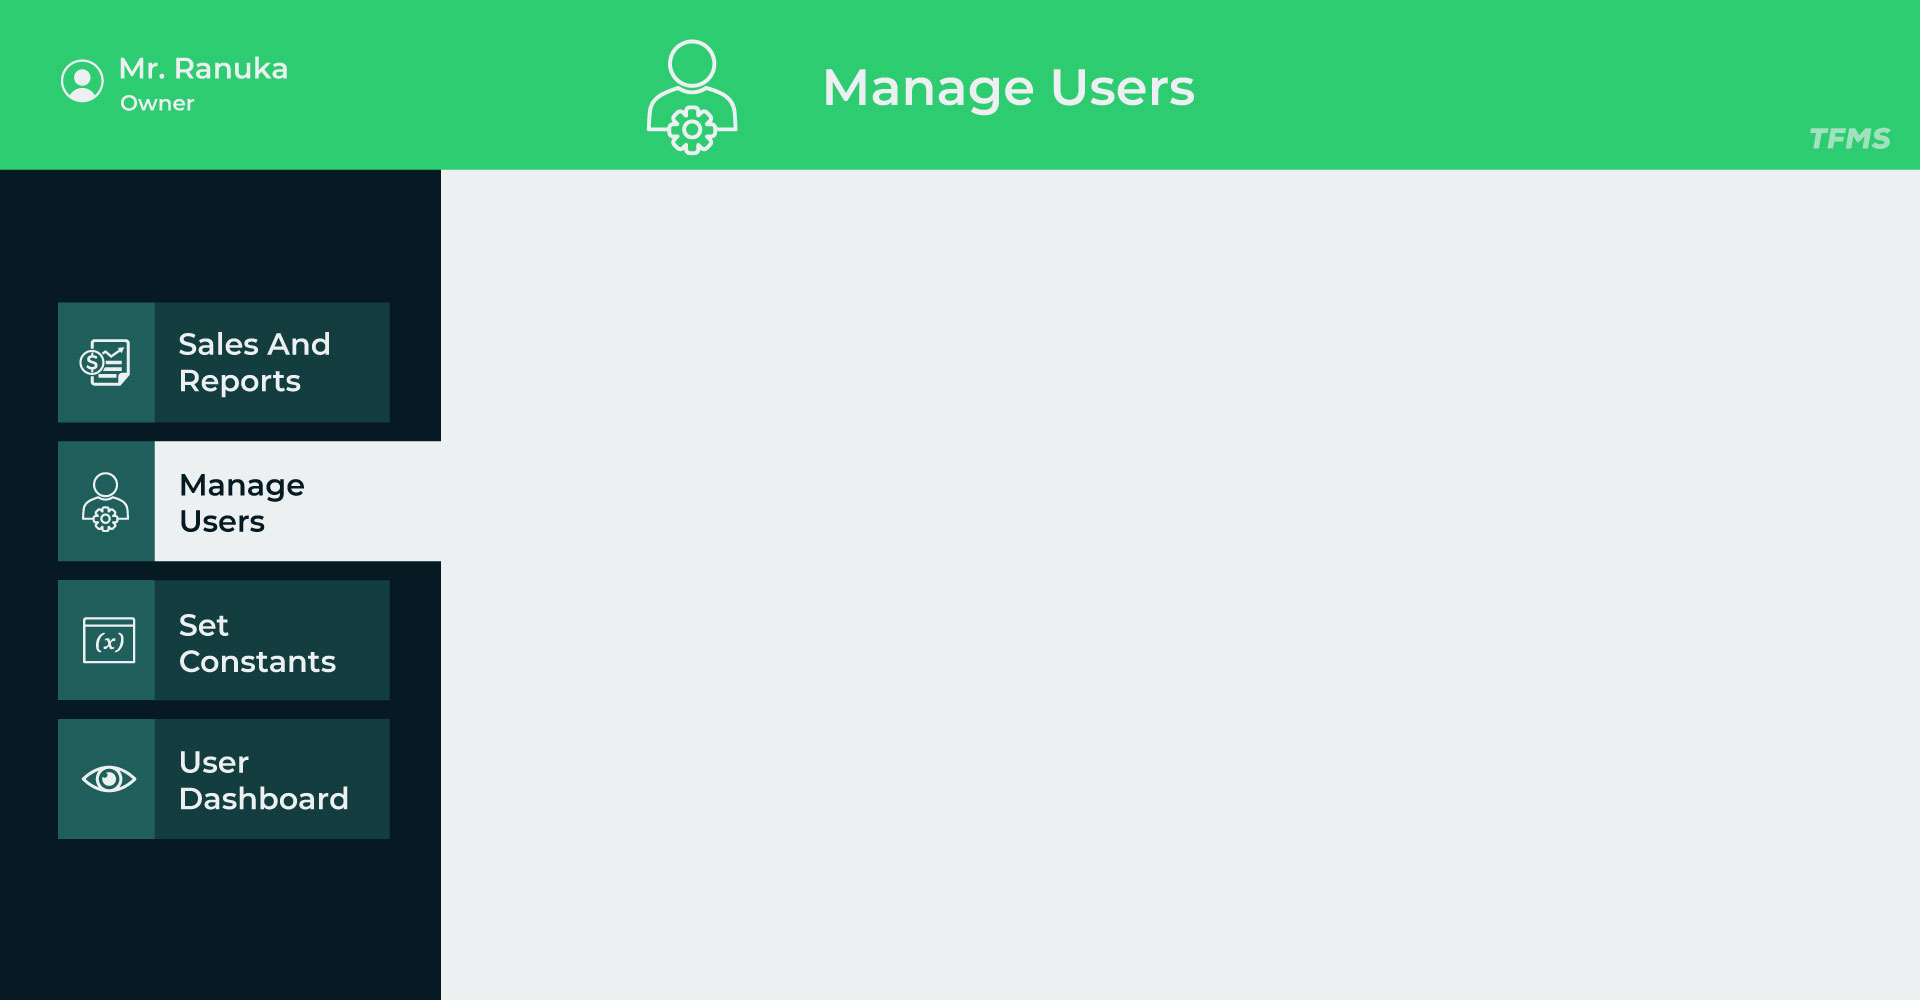 Mr. Ranuka
Owner
Manage Users
TFMS
$
Sales And
Reports
Manage
Users
(x)
Set
Constants
User
Dashboard